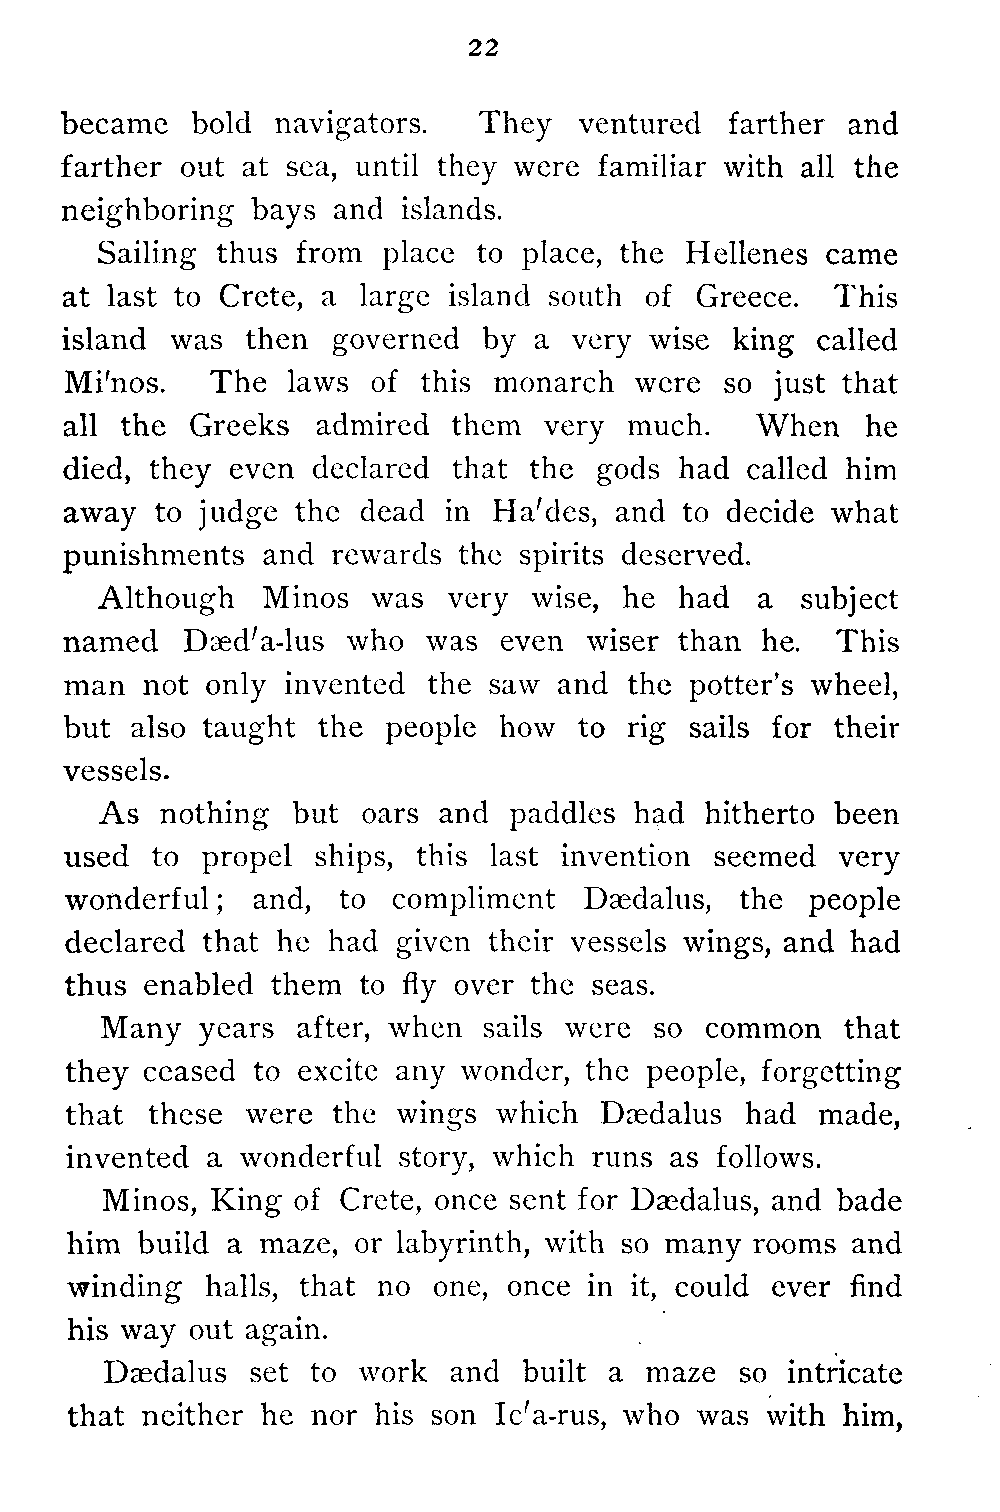 22
became bold navigators. They ventured farther and
farther out at sea, until they were familiar with all the
neighboring bays and islands.
Sailing thus from place to place, the Hellenes came
at last to Crete, a large island south of Greece. This
island was then governed by a very wise king called
Mi′nos. The laws of this monarch were so just that
all the Greeks admired them very much. When he
died, they even declared that the gods had called him
away to judge the dead in Ha′des, and to decide what
punishments and rewards the spirits deserved.
Although Minos was very wise, he had a subject
named Dæd′a-lus who was even wiser than he. This
man not only invented the saw and the potter's wheel,
but also taught the people how to rig sails for their
vessels.
As nothing but oars and paddles had hitherto been
used to propel ships, this last invention seemed very
wonderful; and, to compliment Dædalus, the people
declared that he had given their vessels wings, and had
thus enabled them to fly over the seas.
Many years after, when sails were so common that
they ceased to excite any wonder, the people, forgetting
that these were the wings which Dædalus had made,
invented a wonderful story, which runs as follows.
Minos, King of Crete, once sent for Dædalus, and bade
him build a maze, or labyrinth, with so many rooms and
winding halls, that no one, once in it, could ever find
his way out again.
Dædalus set to work and built a maze so intricate
that neither he nor his son Ic′a-rus, who was with him,